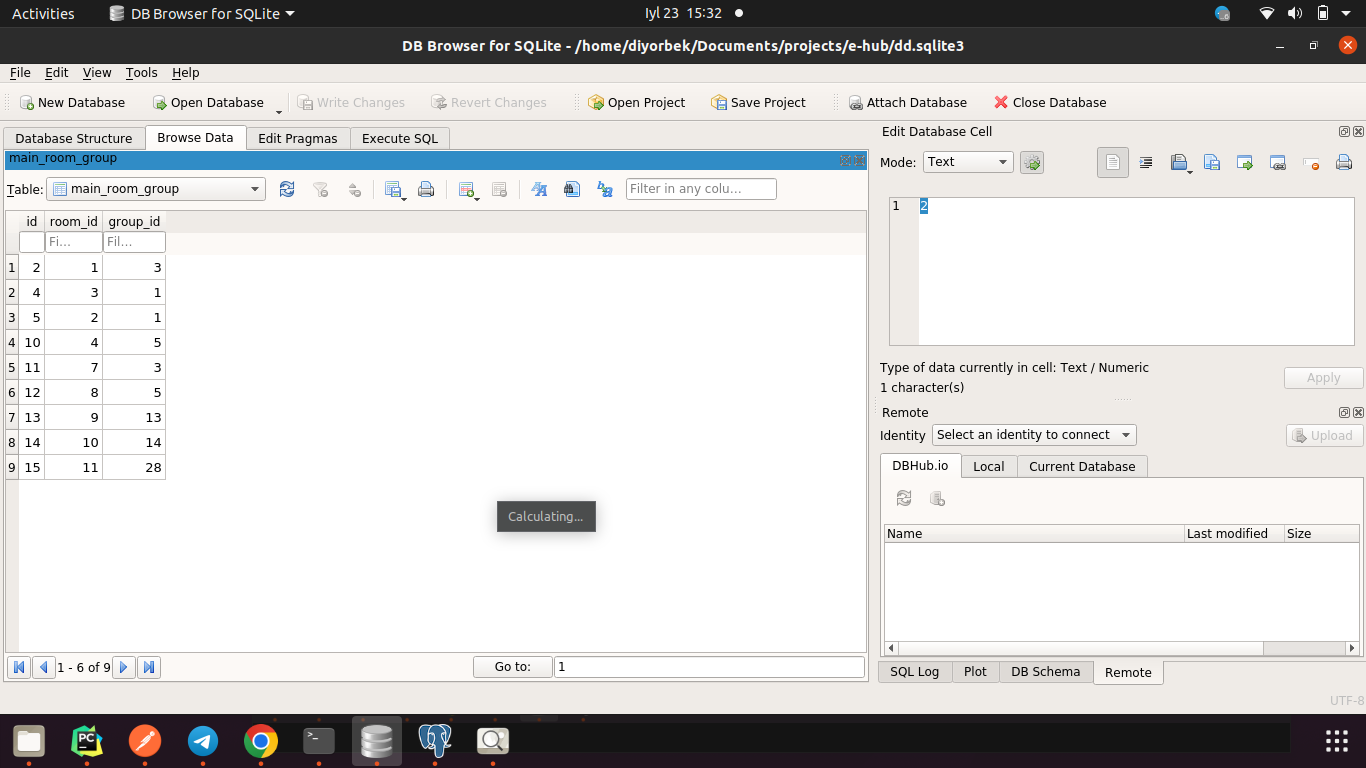 Activities DB Browser for SQLite Iyl 23 15:32
DB Browser for SQLite - /home/diyorbek/Documents/projects/e-hub/dd.sqlite3
File Edit View Tools Help
New Database Open Database Write Changes Revert Changes Open Project Save Project Attach Database Close Database
Database Structure Browse Data Edit Pragmas Execute SQL
main_room_group
Table: main_room_group Filter in any colu...
id room_id group_id
Fi... Fil...
1 2 1 3
2 4 3 1
3 5 2 1
4 10 4 5
5 11 7 3
6 12 8 5
7 13 9 13
8 14 10 14
9 15 11 28
Calculating...
1 - 6 of 9 Go to: 1
Edit Database Cell
Mode: Text
1 2
Type of data currently in cell: Text / Numeric
1 character(s)
Apply
Remote
Identity Select an identity to connect Upload
DBHub.io Local Current Database
Name Last modified Size
SQL Log Plot DB Schema Remote
UTF-8
PC